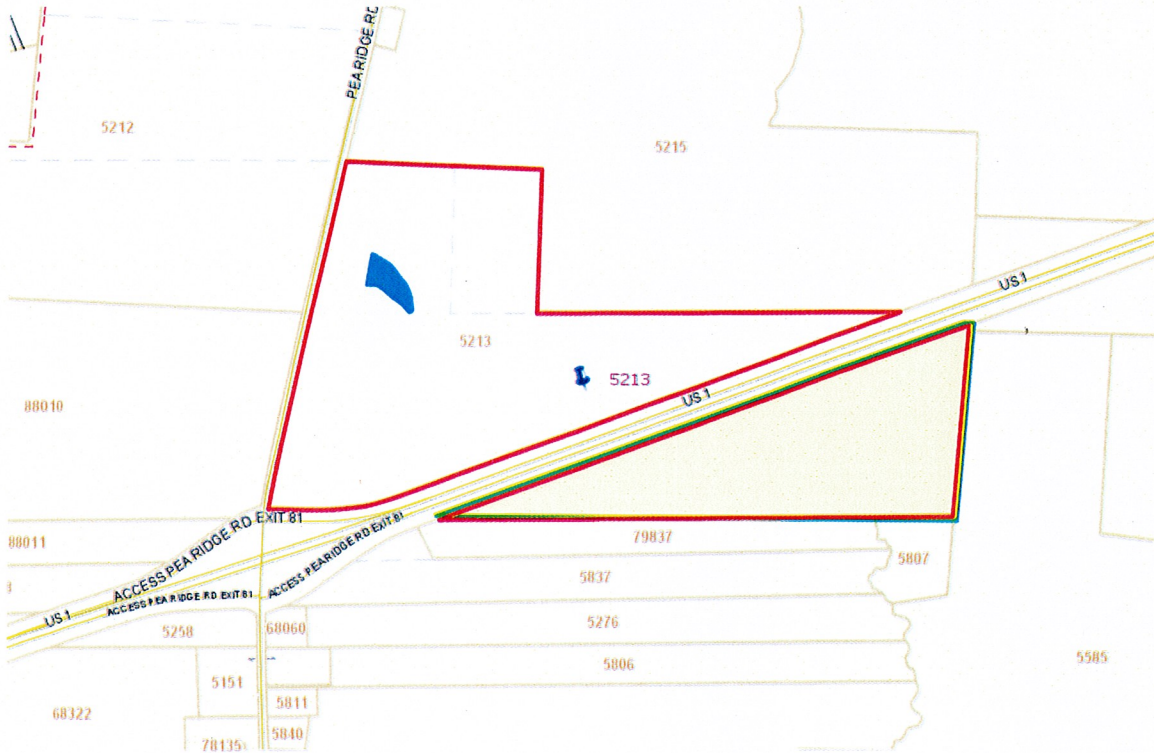 PEA RIDGE RD
5212
5215
US 1
5213
5213
US 1
88010
ACCESS PEA RIDGE RD EXIT 81
88011
ACCESS PEA RIDGE RD EXIT 81
79837
5807
5837
ACCESS PEA RIDGE RD EXIT 81
US 1
5258
68060
5276
5806
5585
5151
5811
68322
5840
78135